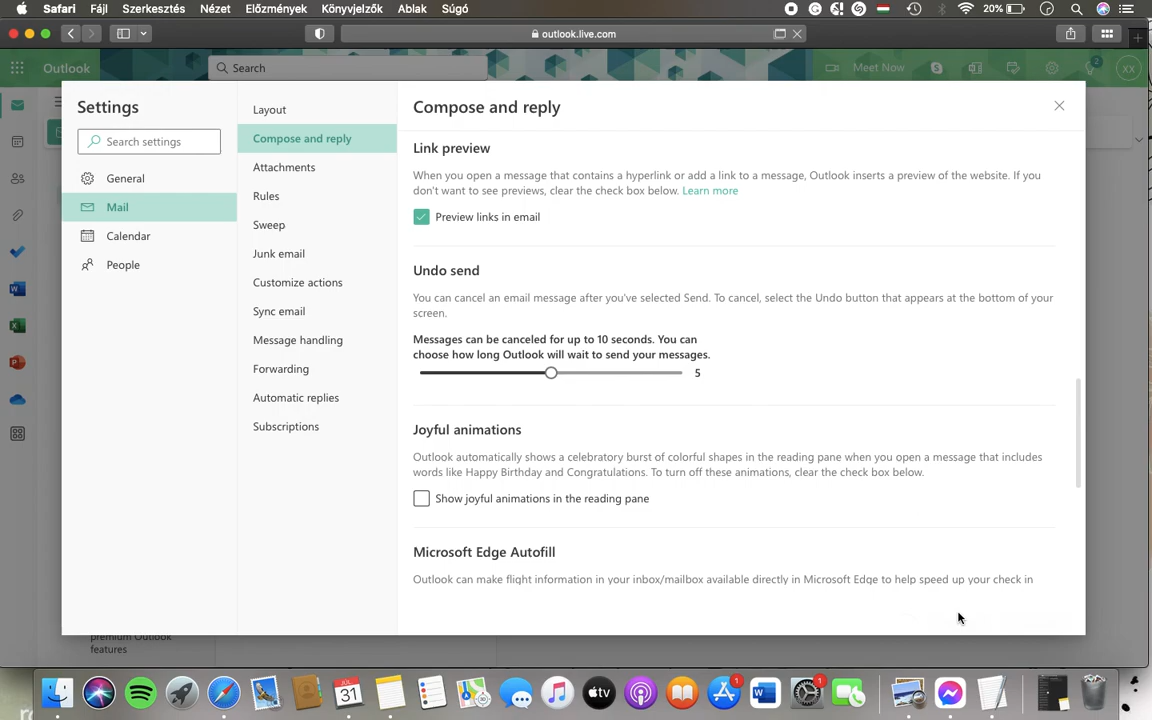 Safari Fájl Szerkesztés Nézet Előzmények Könyvjelzők Ablak Súgó
20%
outlook.live.com
Outlook
Search
Meet Now
2
XX
Settings
Search settings
General
Mail
Calendar
People
Layout
Compose and reply
Attachments
Rules
Sweep
Junk email
Customize actions
Sync email
Message handling
Forwarding
Automatic replies
Subscriptions
Compose and reply
Link preview
When you open a message that contains a hyperlink or add a link to a message, Outlook inserts a preview of the website. If you
don't want to see previews, clear the check box below. Learn more
Preview links in email
Undo send
You can cancel an email message after you've selected Send. To cancel, select the Undo button that appears at the bottom of your
screen.
Messages can be canceled for up to 10 seconds. You can
choose how long Outlook will wait to send your messages.
5
Joyful animations
Outlook automatically shows a celebratory burst of colorful shapes in the reading pane when you open a message that includes
words like Happy Birthday and Congratulations. To turn off these animations, clear the check box below.
Show joyful animations in the reading pane
Microsoft Edge Autofill
Outlook can make flight information in your inbox/mailbox available directly in Microsoft Edge to help speed up your check in
premium Outlook
features
JÚL
31
tv
1
1